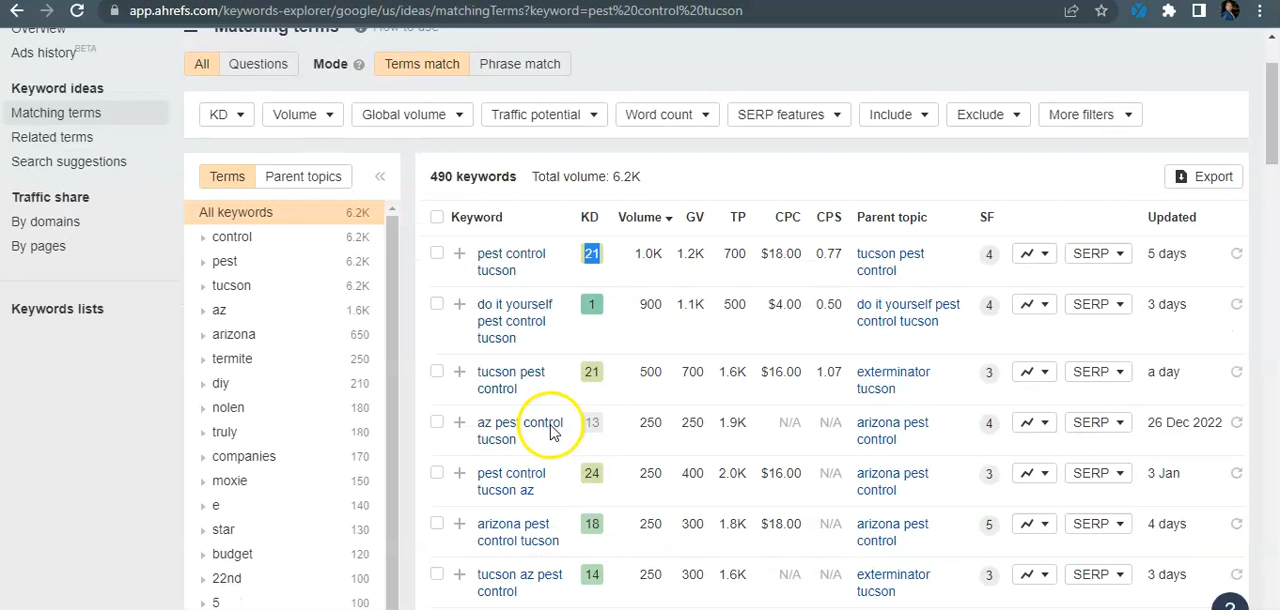 app.ahrefs.com/keywords-explorer/google/us/ideas/matchingTerms?keyword=pest%20control%20tucson
Overview
Ads history BETA
Keyword ideas
Matching terms
Related terms
Search suggestions
Traffic share
By domains
By pages
Keywords lists
Matching terms How to use
All Questions Mode Terms match Phrase match
KD Volume Global volume Traffic potential Word count SERP features Include Exclude More filters
Terms Parent topics
All keywords 6.2K
control 6.2K
pest 6.2K
tucson 6.2K
az 1.6K
arizona 650
termite 250
diy 210
nolen 180
truly 180
companies 170
moxie 150
e 140
star 130
budget 120
22nd 100
5 100
490 keywords Total volume: 6.2K Export
Keyword KD Volume GV TP CPC CPS Parent topic SF Updated
pest control 21 1.0K 1.2K 700 $18.00 0.77 tucson pest 4 SERP 5 days
tucson control
do it yourself 1 900 1.1K 500 $4.00 0.50 do it yourself pest 4 SERP 3 days
pest control control tucson
tucson
tucson pest 21 500 700 1.6K $16.00 1.07 exterminator 3 SERP a day
control tucson
az pest control 13 250 250 1.9K N/A N/A arizona pest 4 SERP 26 Dec 2022
tucson control
pest control 24 250 400 2.0K $16.00 N/A arizona pest 3 SERP 3 Jan
tucson az control
arizona pest 18 250 300 1.8K $18.00 N/A arizona pest 5 SERP 4 days
control tucson control
tucson az pest 14 250 300 1.6K N/A N/A exterminator 3 SERP 3 days
control tucson
?